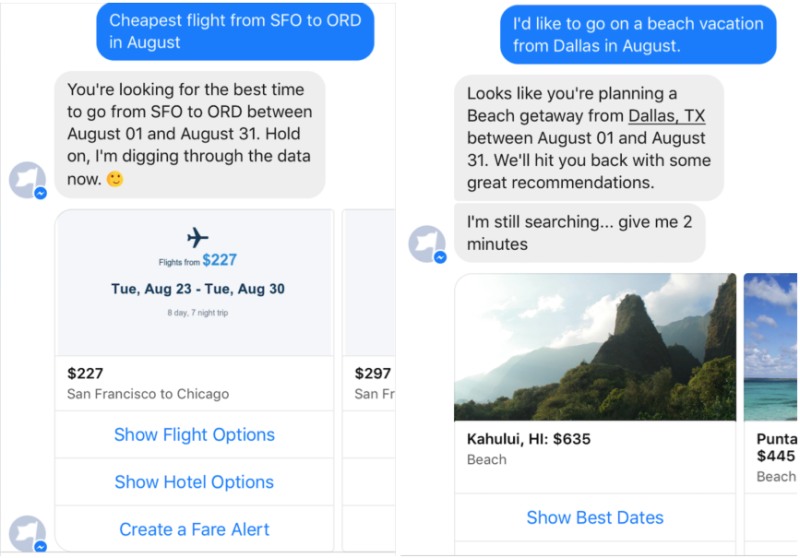 Cheapest flight from SFO to ORD
in August
You're looking for the best time
to go from SFO to ORD between
August 01 and August 31. Hold
on, I'm digging through the data
now. 🙂
Flights from $227
Tue, Aug 23 - Tue, Aug 30
8 day, 7 night trip
$227
San Francisco to Chicago
Show Flight Options
Show Hotel Options
Create a Fare Alert
$297
San Fr
I'd like to go on a beach vacation
from Dallas in August.
Looks like you're planning a
Beach getaway from Dallas, TX
between August 01 and August
31. We'll hit you back with some
great recommendations.
I'm still searching... give me 2
minutes
Kahului, HI: $635
Beach
Show Best Dates
Punta
$445
Beach